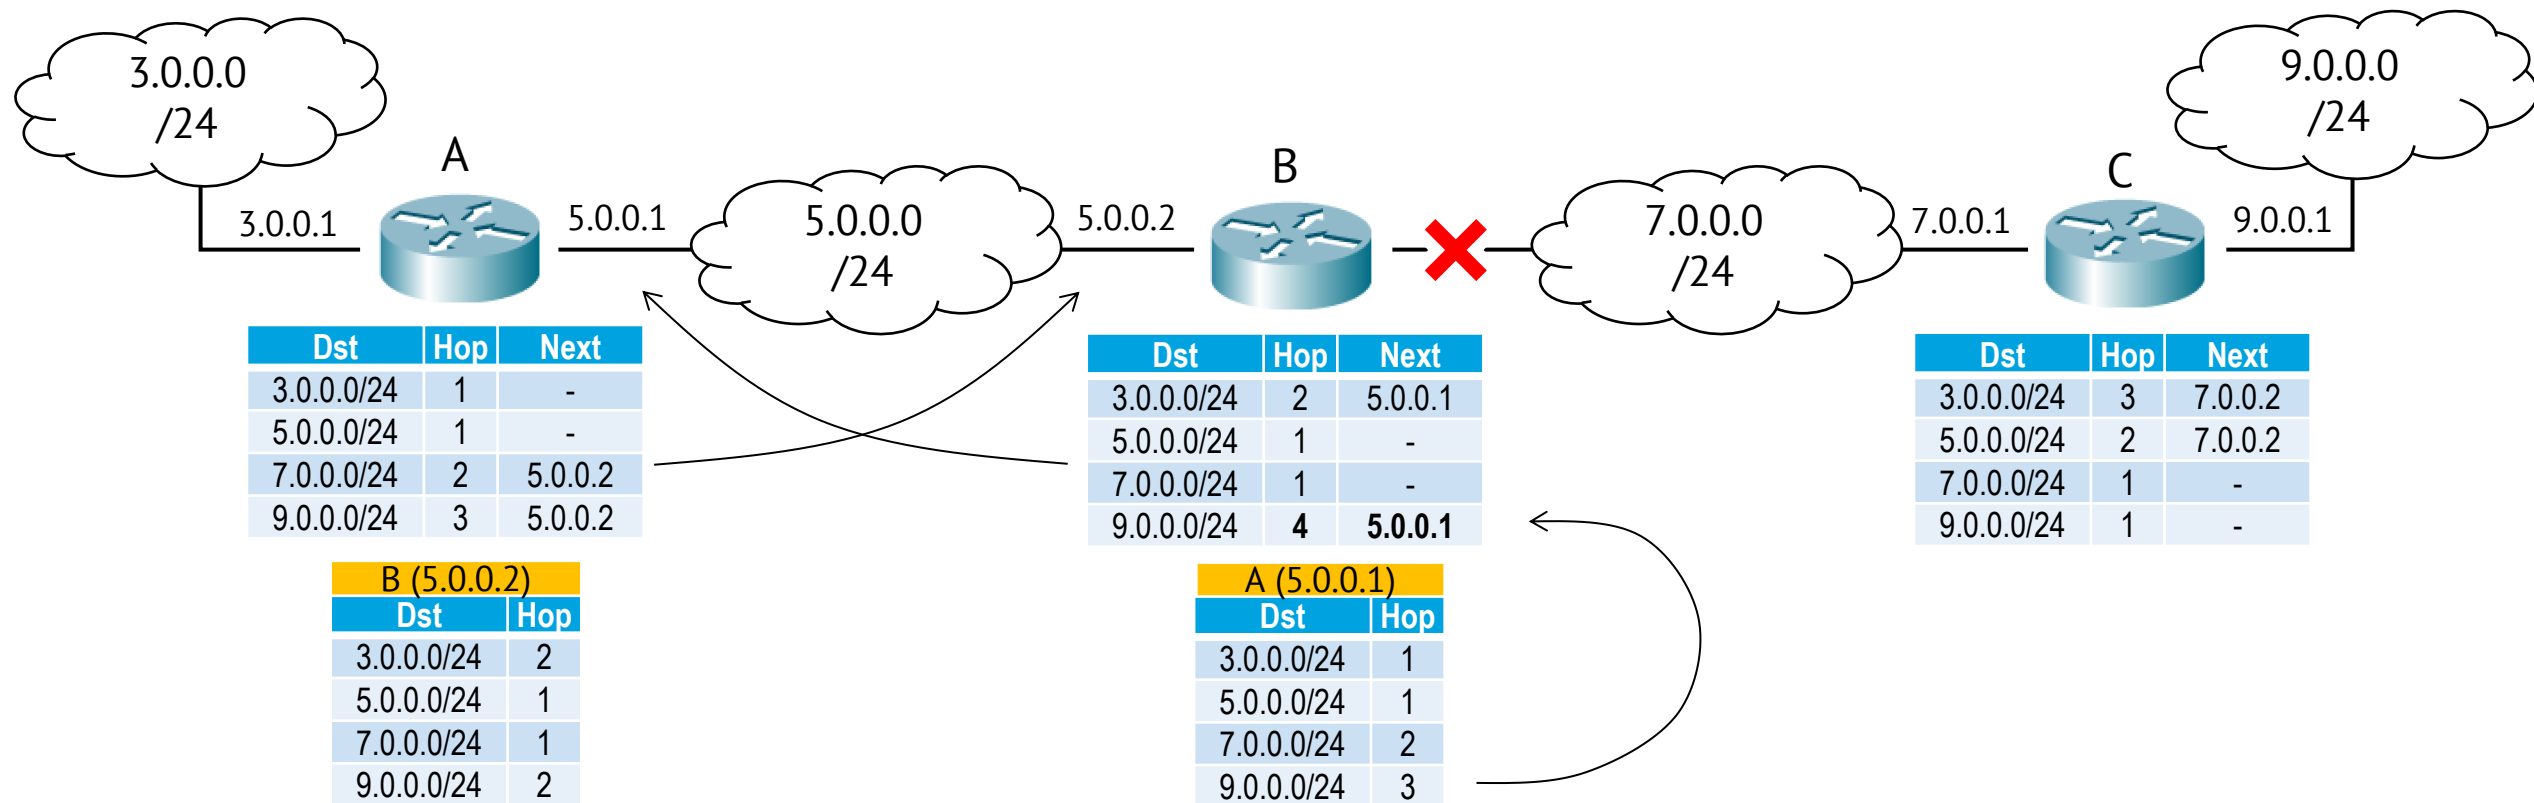 3.0.0.0
/24
9.0.0.0
/24
A
B
C
3.0.0.1
5.0.0.1
5.0.0.0
/24
5.0.0.2
7.0.0.0
/24
7.0.0.1
9.0.0.1
Dst Hop Next
3.0.0.0/24 1 -
5.0.0.0/24 1 -
7.0.0.0/24 2 5.0.0.2
9.0.0.0/24 3 5.0.0.2
Dst Hop Next
3.0.0.0/24 2 5.0.0.1
5.0.0.0/24 1 -
7.0.0.0/24 1 -
9.0.0.0/24 4 5.0.0.1
Dst Hop Next
3.0.0.0/24 3 7.0.0.2
5.0.0.0/24 2 7.0.0.2
7.0.0.0/24 1 -
9.0.0.0/24 1 -
B (5.0.0.2)
Dst Hop
3.0.0.0/24 2
5.0.0.0/24 1
7.0.0.0/24 1
9.0.0.0/24 2
A (5.0.0.1)
Dst Hop
3.0.0.0/24 1
5.0.0.0/24 1
7.0.0.0/24 2
9.0.0.0/24 3